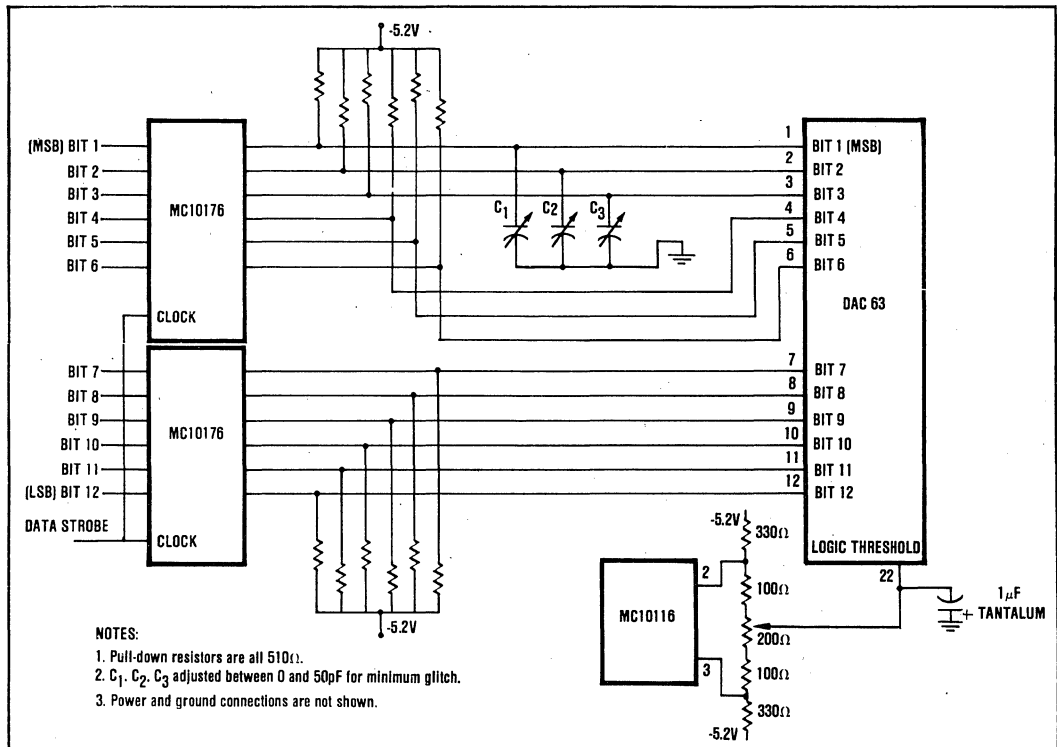 -5.2V
(MSB) BIT 1
BIT 2
BIT 3
BIT 4
BIT 5
BIT 6
MC10176
CLOCK
C1
C2
C3
1
2
3
4
5
6
BIT 1 (MSB)
BIT 2
BIT 3
BIT 4
BIT 5
BIT 6
DAC 63
BIT 7
BIT 8
BIT 9
BIT 10
BIT 11
(LSB) BIT 12
DATA STROBE
MC10176
CLOCK
7
8
9
10
11
12
BIT 7
BIT 8
BIT 9
BIT 10
BIT 11
BIT 12
LOGIC THRESHOLD
22
-5.2V
-5.2V
330Ω
2
100Ω
MC10116
200Ω
3
100Ω
330Ω
-5.2V
1μF
+ TANTALUM
NOTES:
1. Pull-down resistors are all 510Ω.
2. C1. C2. C3 adjusted between 0 and 50pF for minimum glitch.
3. Power and ground connections are not shown.